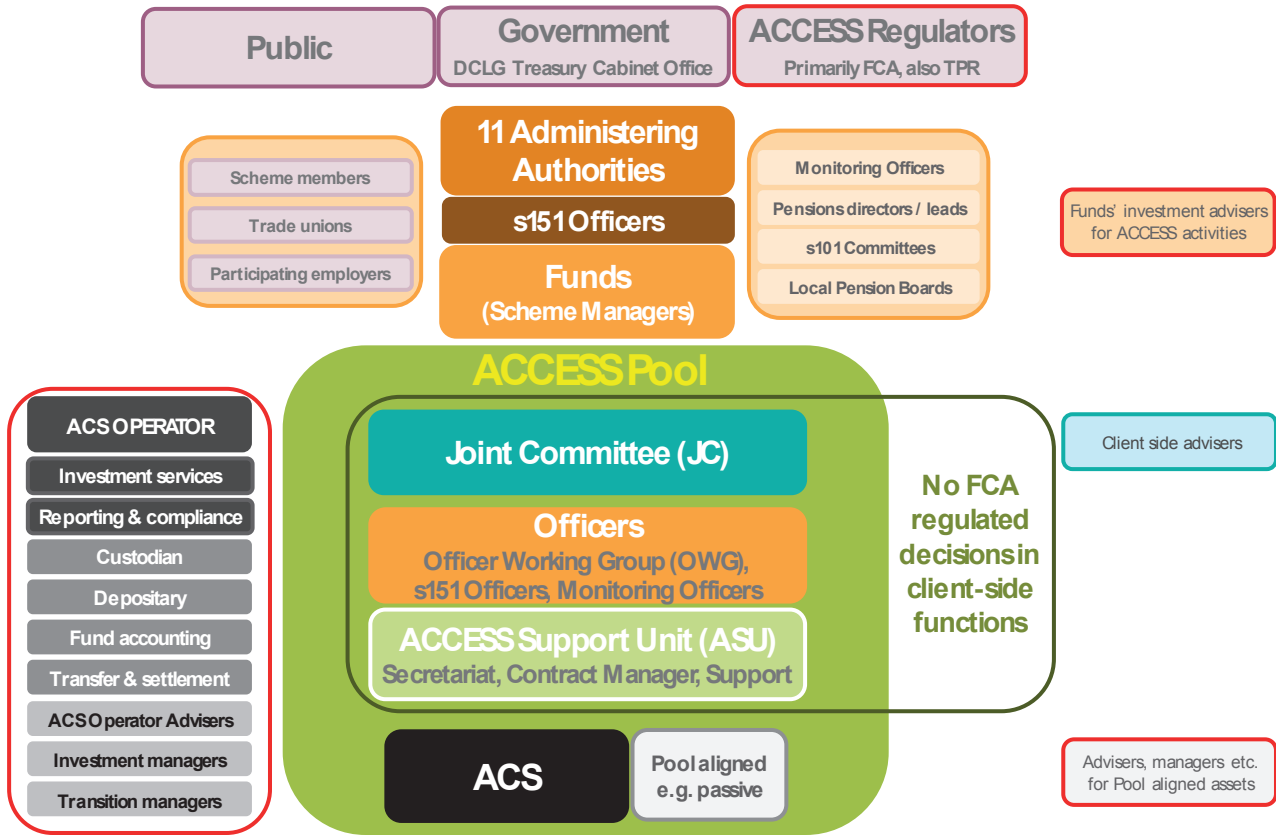 Public
Government
DCLG Treasury Cabinet Office
ACCESS Regulators
Primarily FCA, also TPR
11 Administering
Authorities
s151 Officers
Funds
(Scheme Managers)
Scheme members
Trade unions
Participating employers
Monitoring Officers
Pensions directors / leads
s101 Committees
Local Pension Boards
Funds' investment advisers
for ACCESS activities
ACCESS Pool
ACS OPERATOR
Investment services
Reporting & compliance
Custodian
Depositary
Fund accounting
Transfer & settlement
ACS Operator Advisers
Investment managers
Transition managers
Joint Committee (JC)
Officers
Officer Working Group (OWG),
s151 Officers, Monitoring Officers
ACCESS Support Unit (ASU)
Secretariat, Contract Manager, Support
No FCA
regulated
decisions in
client-side
functions
Client side advisers
ACS
Pool aligned
e.g. passive
Advisers, managers etc.
for Pool aligned assets